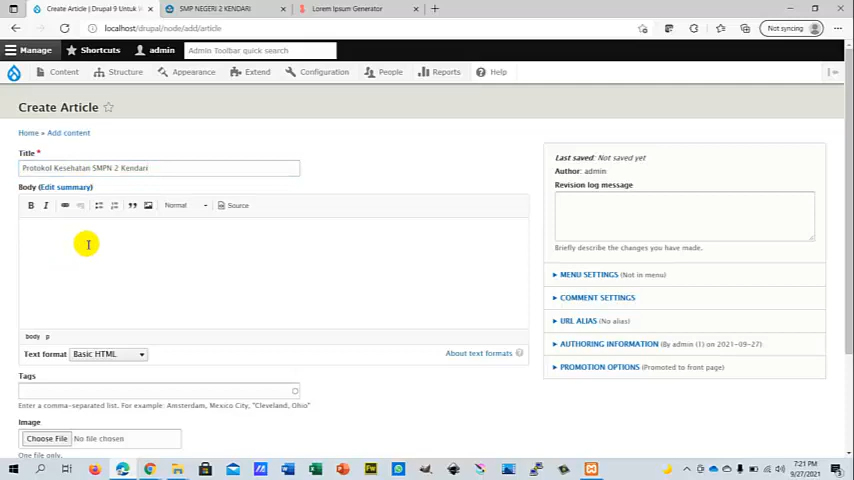 Create Article | Drupal 9 Untuk
SMP NEGERI 2 KENDARI
Lorem Ipsum Generator
localhost/drupal/node/add/article
Not syncing
Manage
Shortcuts
admin
Admin Toolbar quick search
Content
Structure
Appearance
Extend
Configuration
People
Reports
Help
Create Article
Home » Add content
Title *
Protokol Kesehatan SMPN 2 Kendari
Body (Edit summary)
B I
Normal
Source
body p
Text format
Basic HTML
About text formats
Tags
Enter a comma-separated list. For example: Amsterdam, Mexico City, "Cleveland, Ohio"
Image
Choose File
No file chosen
One file only.
Last saved: Not saved yet
Author: admin
Revision log message
Briefly describe the changes you have made.
MENU SETTINGS (Not in menu)
COMMENT SETTINGS
URL ALIAS (No alias)
AUTHORING INFORMATION (By admin (1) on 2021-09-27)
PROMOTION OPTIONS (Promoted to front page)
7:21 PM
9/27/2021